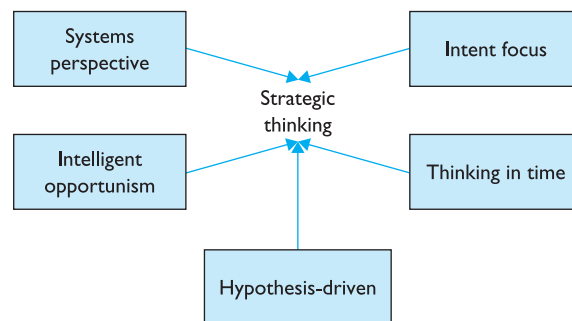 Systems
perspective
Intent focus
Strategic
thinking
Intelligent
opportunism
Thinking in time
Hypothesis-driven